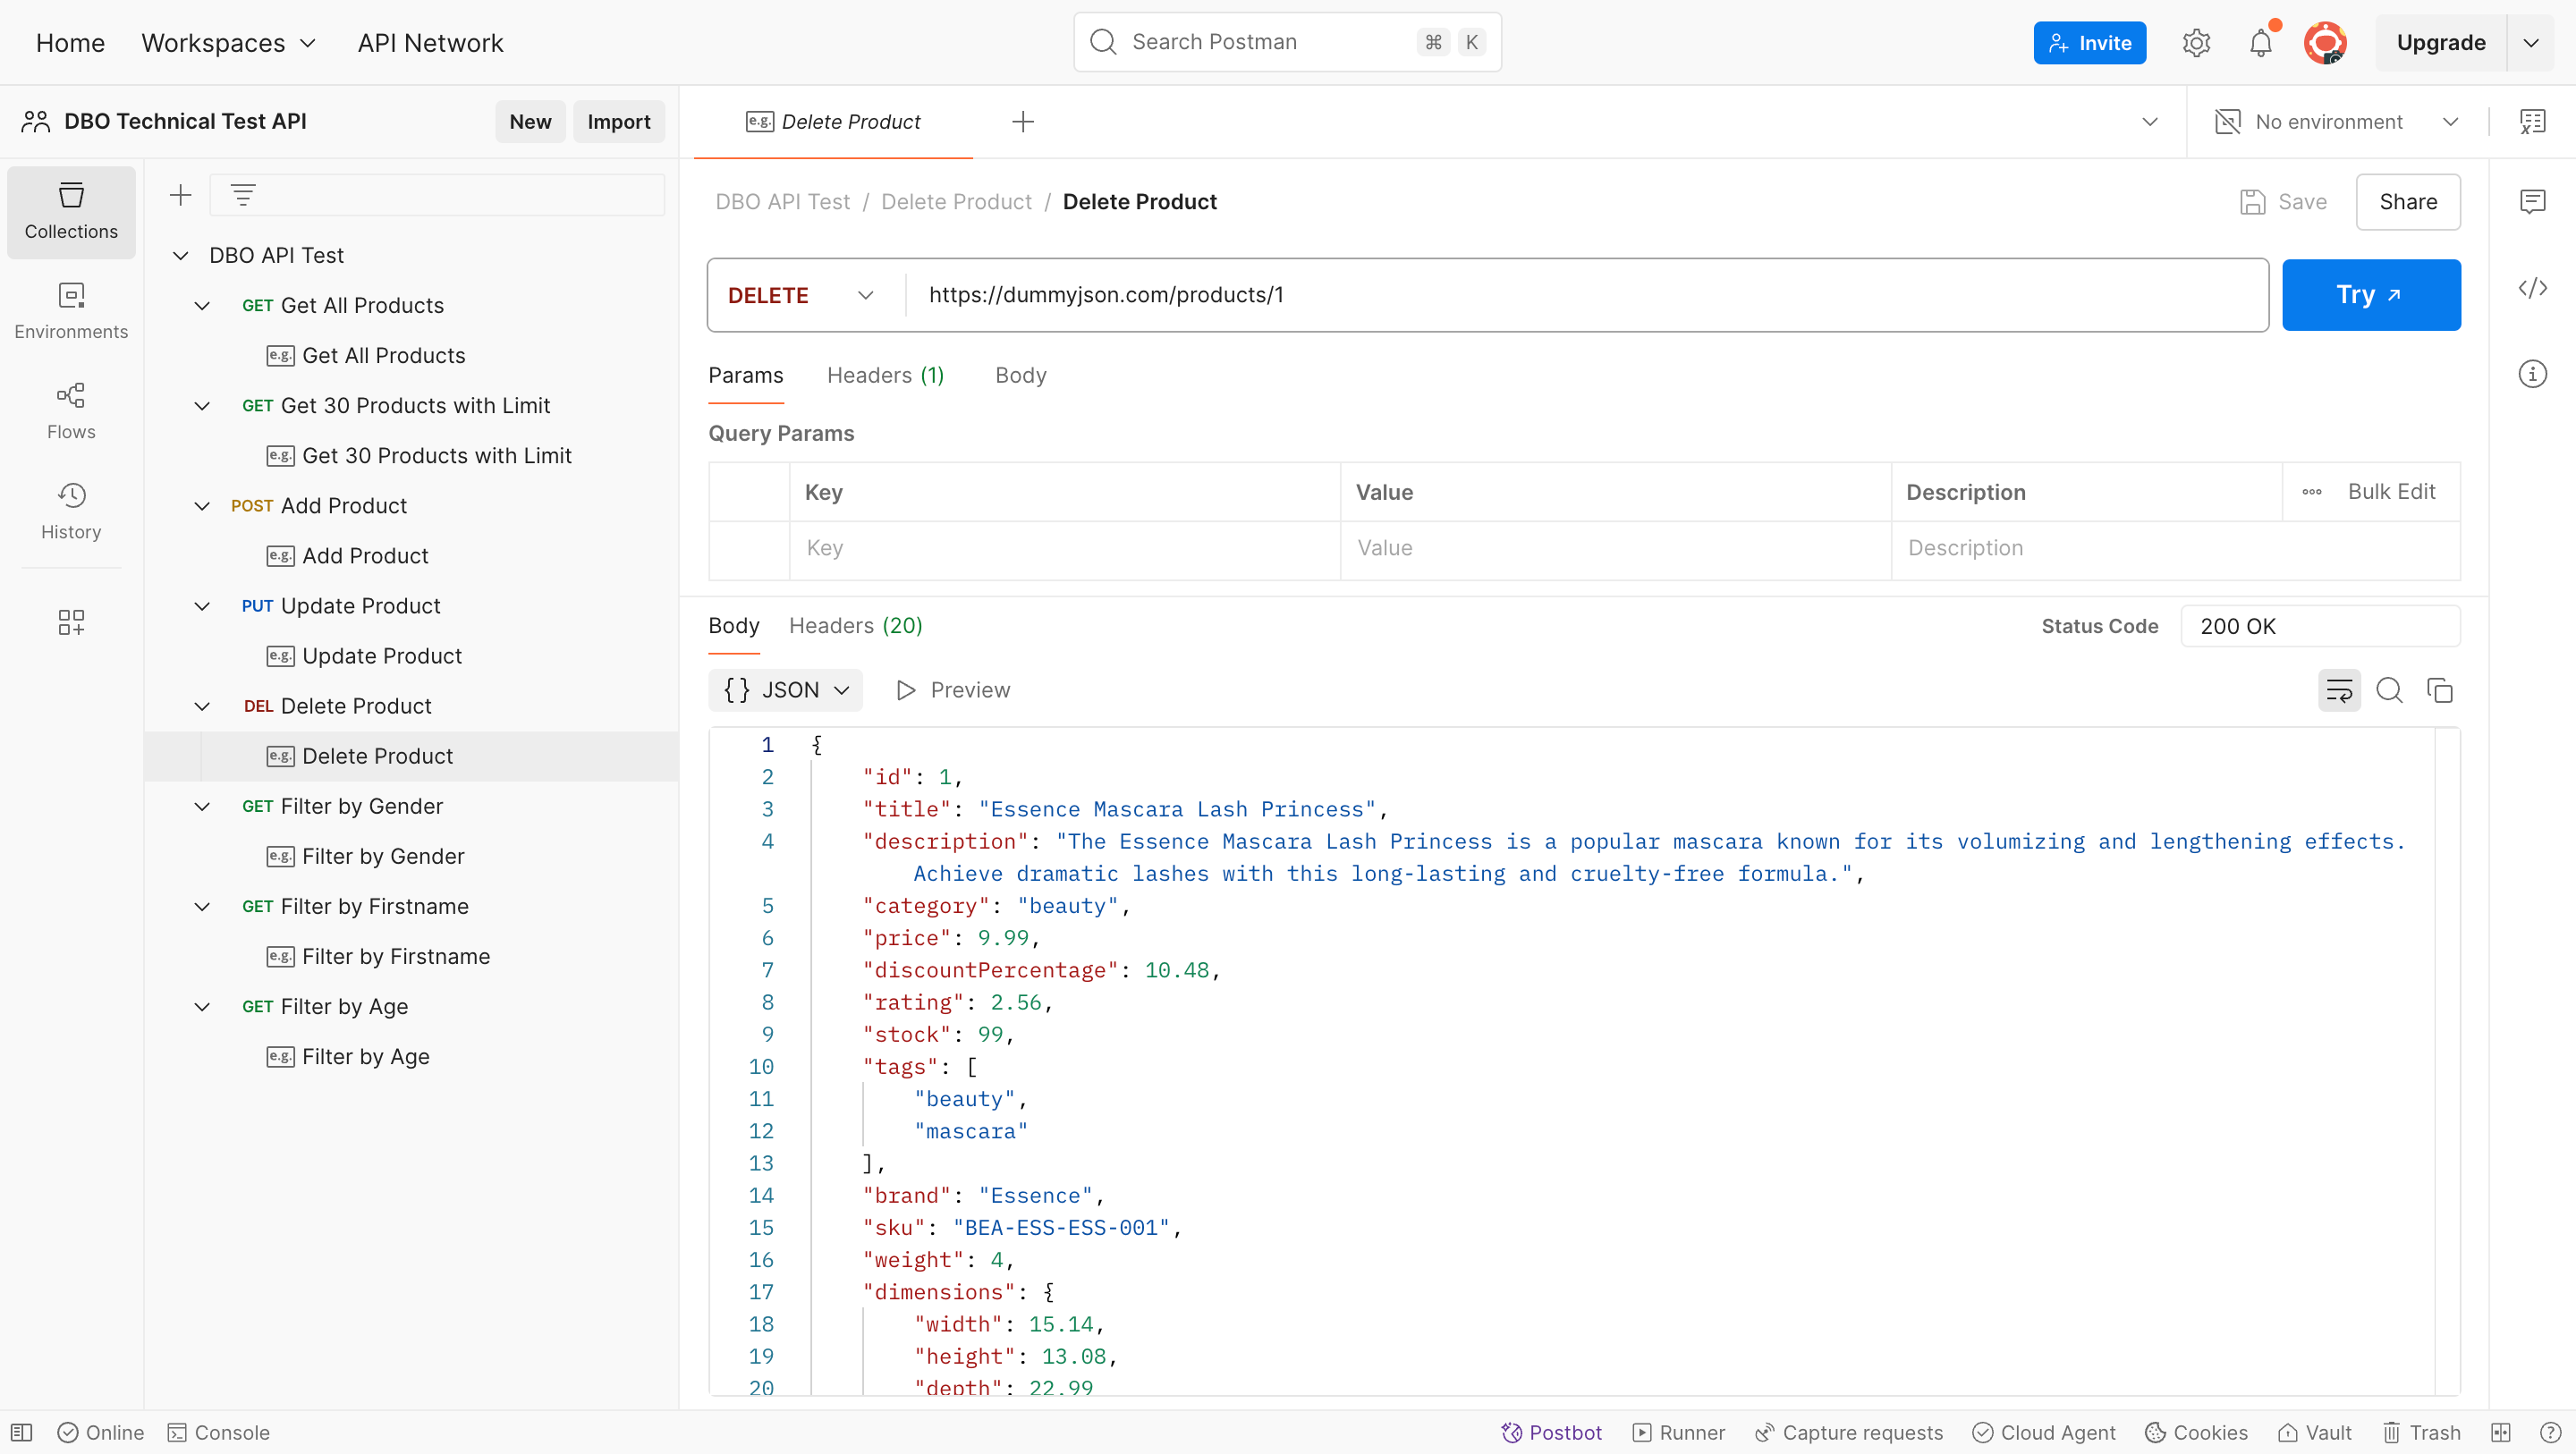 Home Workspaces API Network Search Postman ⌘ K Invite Upgrade
DBO Technical Test API New Import
e.g. Delete Product No environment
Collections
Environments
Flows
History
DBO API Test
GET Get All Products
e.g. Get All Products
GET Get 30 Products with Limit
e.g. Get 30 Products with Limit
POST Add Product
e.g. Add Product
PUT Update Product
e.g. Update Product
DEL Delete Product
e.g. Delete Product
GET Filter by Gender
e.g. Filter by Gender
GET Filter by Firstname
e.g. Filter by Firstname
GET Filter by Age
e.g. Filter by Age
DBO API Test / Delete Product / Delete Product Save Share
DELETE https://dummyjson.com/products/1 Try
Params Headers (1) Body
Query Params
Key Value Description Bulk Edit
Key Value Description
Body Headers (20) Status Code 200 OK
{} JSON Preview
1 {
2 "id": 1,
3 "title": "Essence Mascara Lash Princess",
4 "description": "The Essence Mascara Lash Princess is a popular mascara known for its volumizing and lengthening effects.
Achieve dramatic lashes with this long-lasting and cruelty-free formula.",
5 "category": "beauty",
6 "price": 9.99,
7 "discountPercentage": 10.48,
8 "rating": 2.56,
9 "stock": 99,
10 "tags": [
11 "beauty",
12 "mascara"
13 ],
14 "brand": "Essence",
15 "sku": "BEA-ESS-ESS-001",
16 "weight": 4,
17 "dimensions": {
18 "width": 15.14,
19 "height": 13.08,
20 "depth": 22.99
Online Console Postbot Runner Capture requests Cloud Agent Cookies Vault Trash